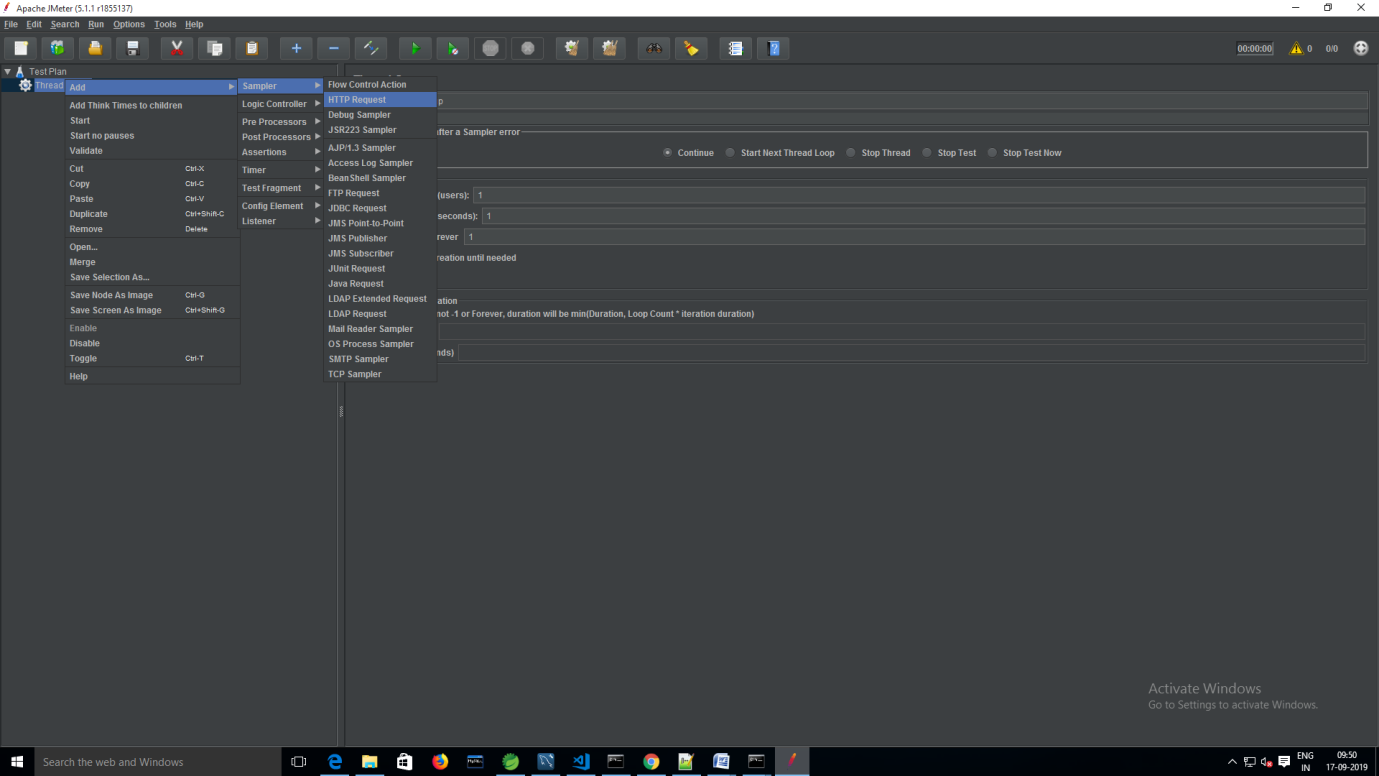 Apache JMeter (5.1.1 r1855137)
File Edit Search Run Options Tools Help
00:00:00 0 0/0
Test Plan
Thread
Add
Add Think Times to children
Start
Start no pauses
Validate
Cut Ctrl-X
Copy Ctrl-C
Paste Ctrl-V
Duplicate Ctrl+Shift-C
Remove Delete
Open...
Merge
Save Selection As...
Save Node As Image Ctrl-G
Save Screen As Image Ctrl+Shift-G
Enable
Disable
Toggle Ctrl-T
Help
Sampler
Logic Controller
Pre Processors
Post Processors
Assertions
Timer
Test Fragment
Config Element
Listener
Flow Control Action
HTTP Request
Debug Sampler
JSR223 Sampler
AJP/1.3 Sampler
Access Log Sampler
BeanShell Sampler
FTP Request
JDBC Request
JMS Point-to-Point
JMS Publisher
JMS Subscriber
JUnit Request
Java Request
LDAP Extended Request
LDAP Request
Mail Reader Sampler
OS Process Sampler
SMTP Sampler
TCP Sampler
p
after a Sampler error
Continue Start Next Thread Loop Stop Thread Stop Test Stop Test Now
(users): 1
seconds): 1
rever 1
reation until needed
ation
not -1 or Forever, duration will be min(Duration, Loop Count * iteration duration)
nds)
Activate Windows
Go to Settings to activate Windows.
Search the web and Windows
ENG
IN
09:50
17-09-2019